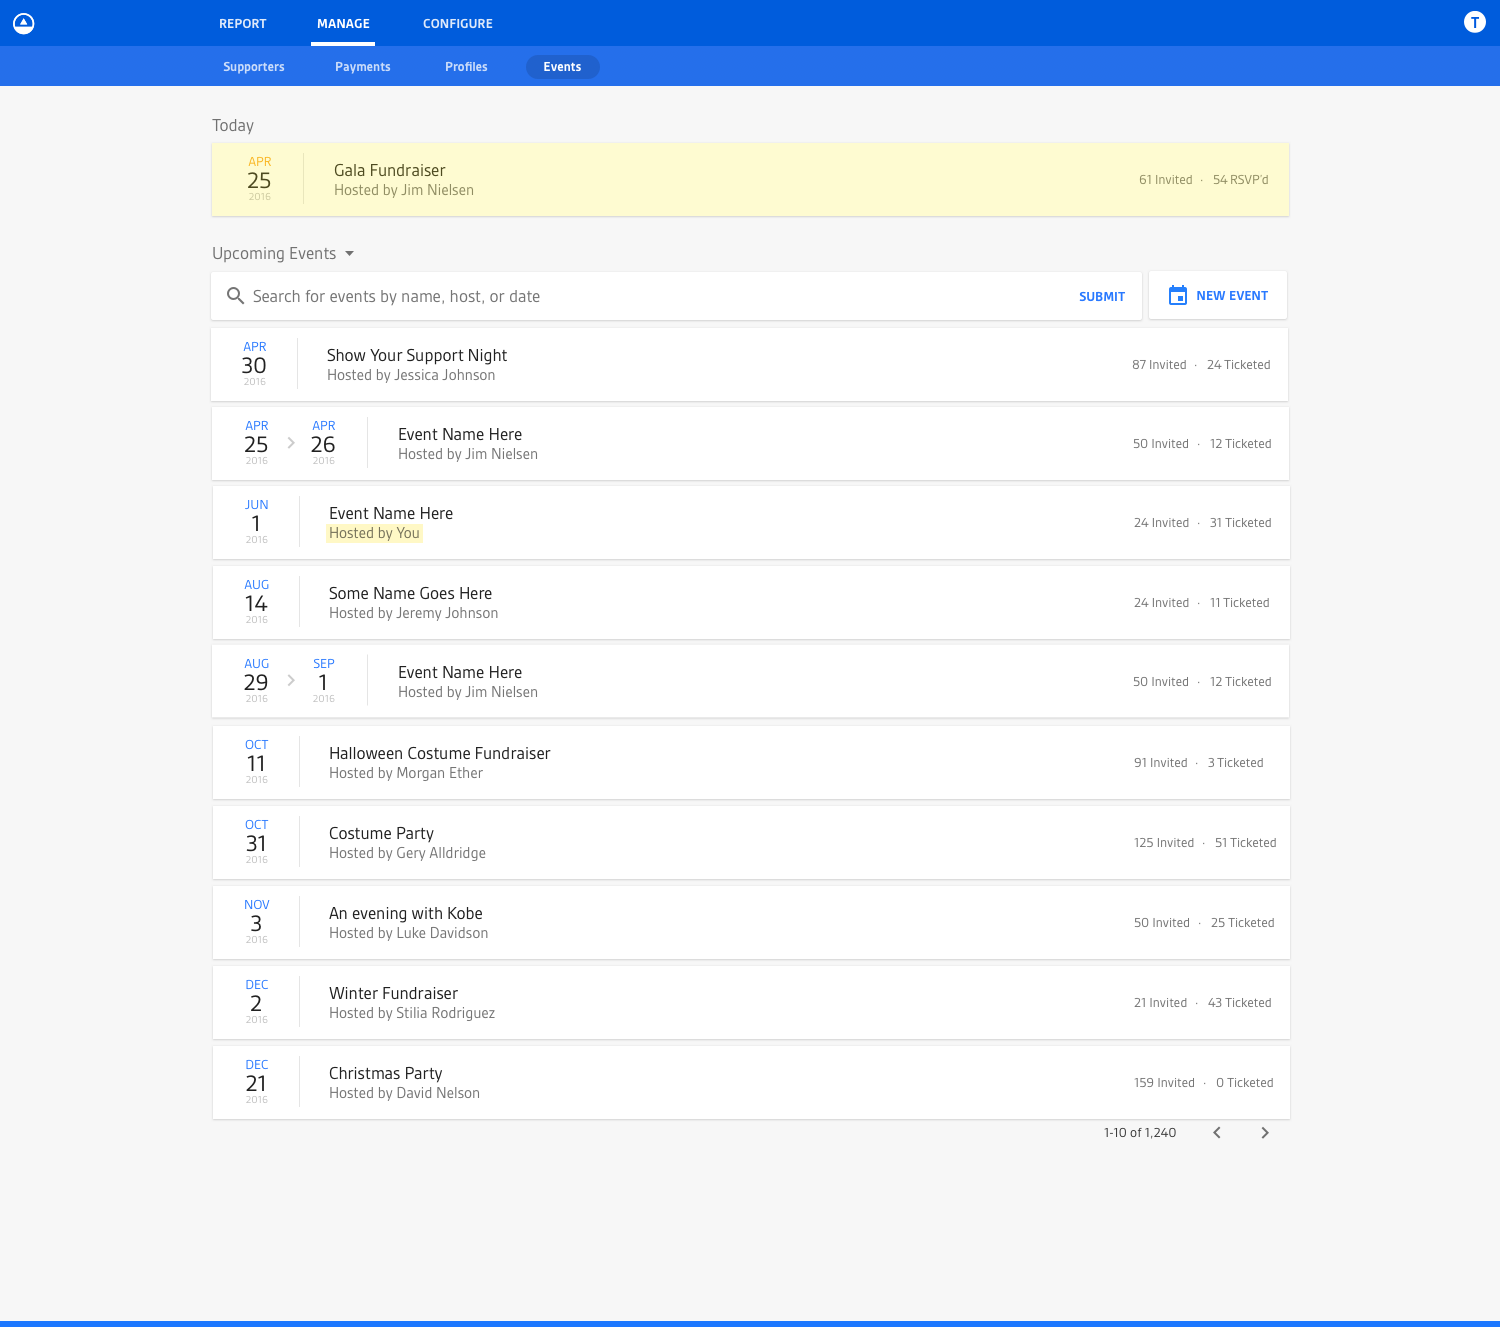 REPORT MANAGE CONFIGURE T
Supporters Payments Profiles Events
Today
APR
25
2016
Gala Fundraiser
Hosted by Jim Nielsen
61 Invited · 54 RSVP'd
Upcoming Events
Search for events by name, host, or date SUBMIT NEW EVENT
APR
30
2016
Show Your Support Night
Hosted by Jessica Johnson
87 Invited · 24 Ticketed
APR APR
25 26
2016 2016
Event Name Here
Hosted by Jim Nielsen
50 Invited · 12 Ticketed
JUN
1
2016
Event Name Here
Hosted by You
24 Invited · 31 Ticketed
AUG
14
2016
Some Name Goes Here
Hosted by Jeremy Johnson
24 Invited · 11 Ticketed
AUG SEP
29 1
2016 2016
Event Name Here
Hosted by Jim Nielsen
50 Invited · 12 Ticketed
OCT
11
2016
Halloween Costume Fundraiser
Hosted by Morgan Ether
91 Invited · 3 Ticketed
OCT
31
2016
Costume Party
Hosted by Gery Alldridge
125 Invited · 51 Ticketed
NOV
3
2016
An evening with Kobe
Hosted by Luke Davidson
50 Invited · 25 Ticketed
DEC
2
2016
Winter Fundraiser
Hosted by Stilia Rodriguez
21 Invited · 43 Ticketed
DEC
21
2016
Christmas Party
Hosted by David Nelson
159 Invited · 0 Ticketed
1-10 of 1,240